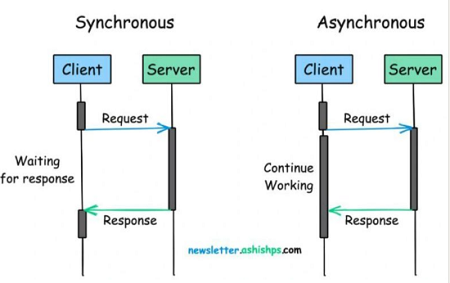 Synchronous
Asynchronous
Client
Server
Client
Server
Request
Request
Waiting
for response
Continue
Working
Response
Response
newsletter.ashishps.com